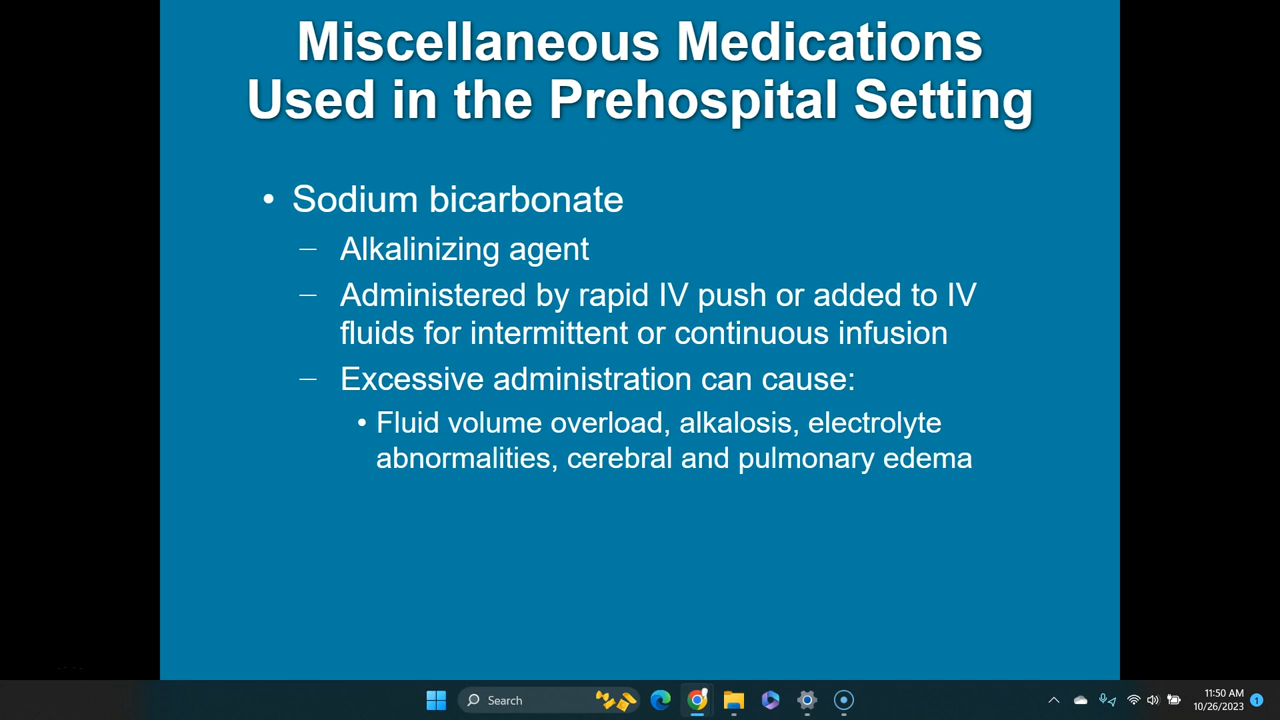 Miscellaneous Medications
Used in the Prehospital Setting
• Sodium bicarbonate
– Alkalinizing agent
– Administered by rapid IV push or added to IV
fluids for intermittent or continuous infusion
– Excessive administration can cause:
• Fluid volume overload, alkalosis, electrolyte
abnormalities, cerebral and pulmonary edema
Search
11:50 AM
10/26/2023
1